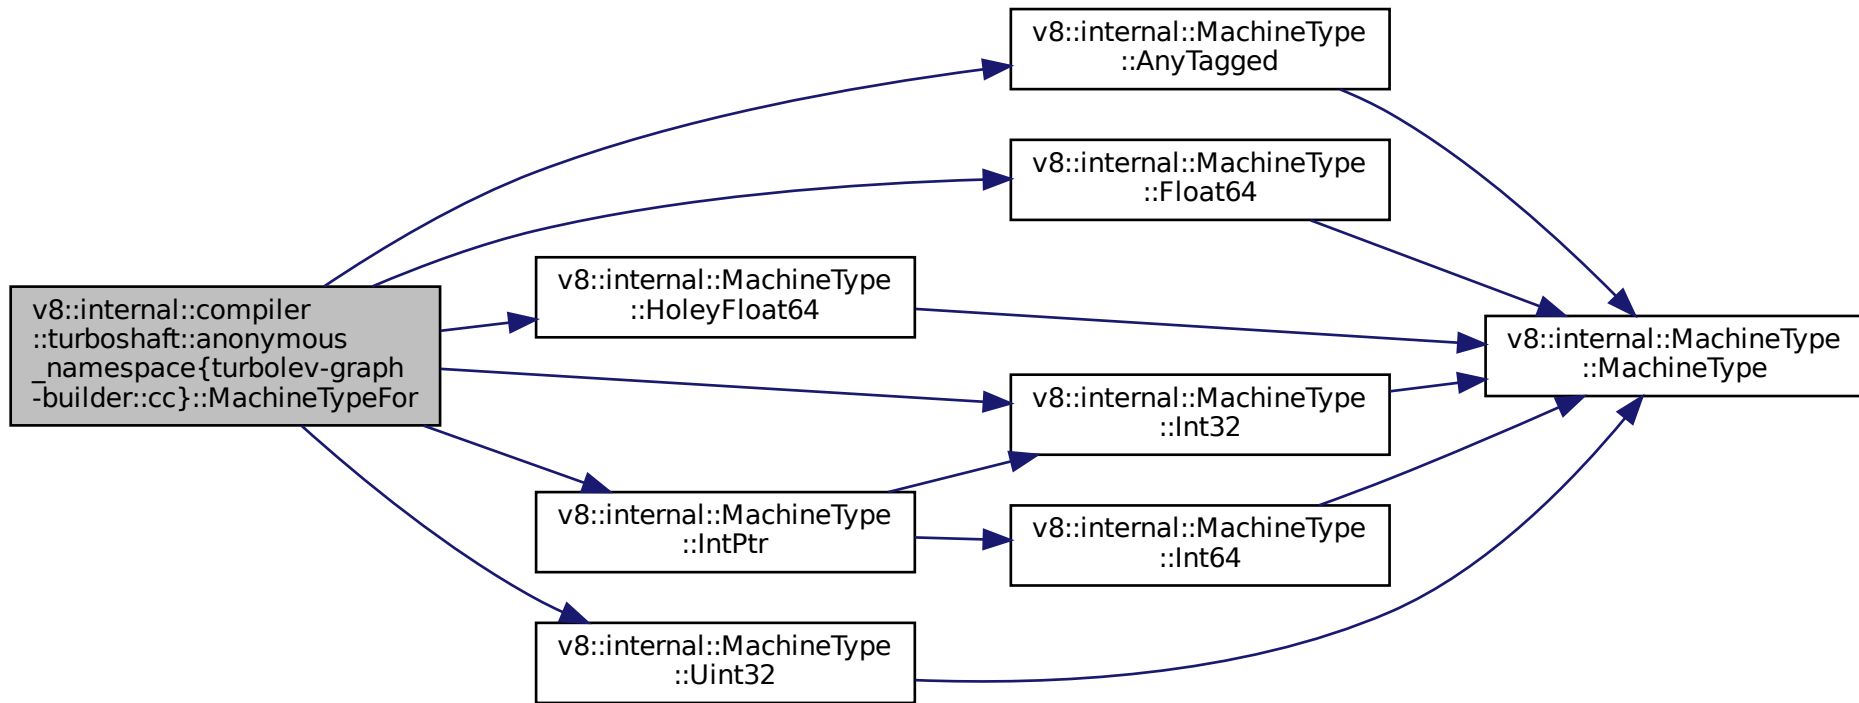 v8::internal::compiler
::turboshaft::anonymous
_namespace{turbolev-graph
-builder::cc}::MachineTypeFor
v8::internal::MachineType
::AnyTagged
v8::internal::MachineType
::Float64
v8::internal::MachineType
::HoleyFloat64
v8::internal::MachineType
::Int32
v8::internal::MachineType
::IntPtr
v8::internal::MachineType
::Int64
v8::internal::MachineType
::Uint32
v8::internal::MachineType
::MachineType